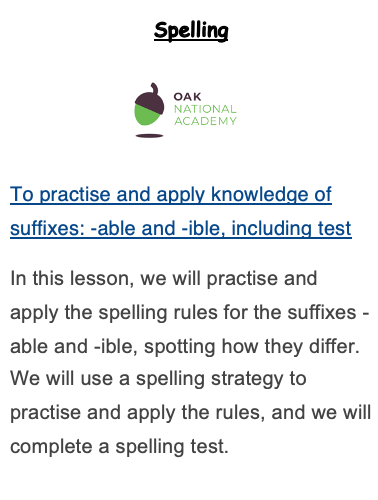 Spelling
OAK
NATIONAL
ACADEMY
To practise and apply knowledge of
suffixes: -able and -ible, including test
In this lesson, we will practise and
apply the spelling rules for the suffixes -
able and -ible, spotting how they differ.
We will use a spelling strategy to
practise and apply the rules, and we will
complete a spelling test.